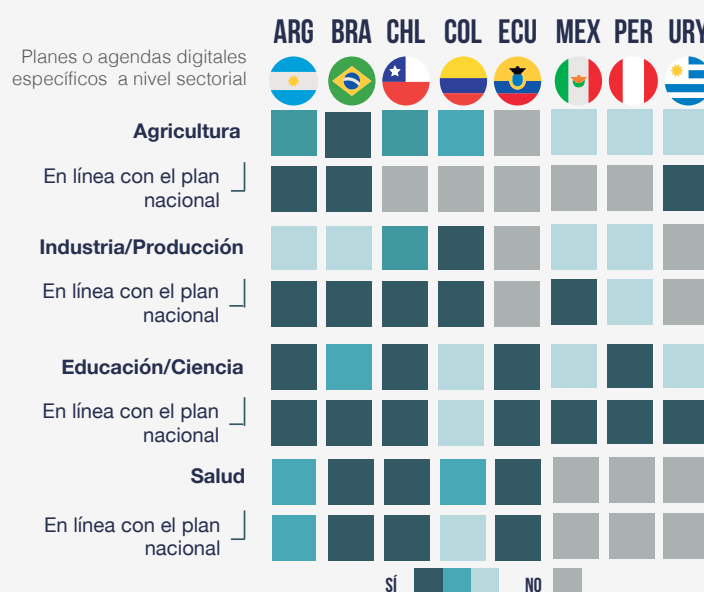 ARG BRA CHL COL ECU MEX PER URY
Planes o agendas digitales
específicos a nivel sectorial
Agricultura
En línea con el plan
nacional
Industria/Producción
En línea con el plan
nacional
Educación/Ciencia
En línea con el plan
nacional
Salud
En línea con el plan
nacional
SÍ NO